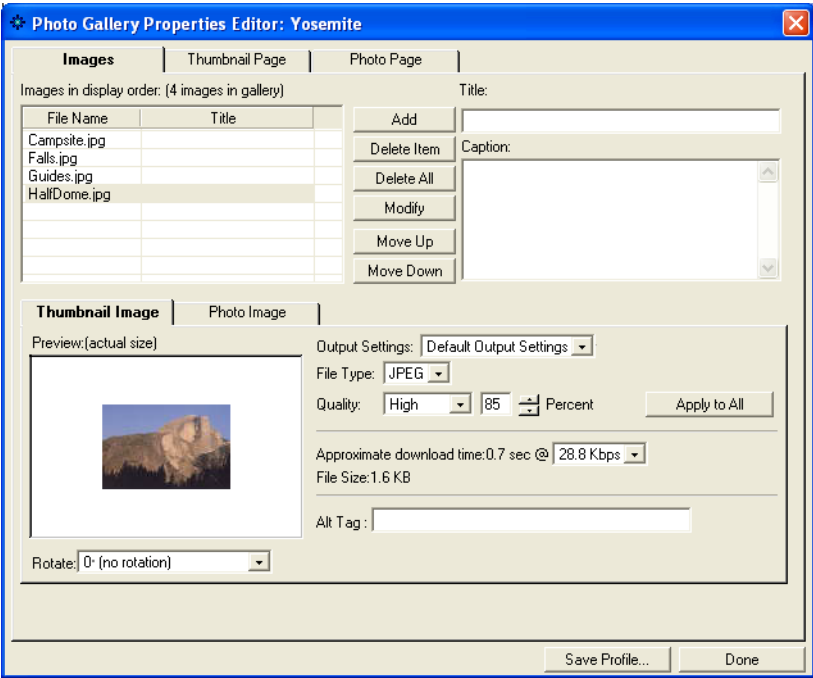 Photo Gallery Properties Editor: Yosemite
Images
Thumbnail Page
Photo Page
Images in display order: (4 images in gallery)
File Name
Title
Campsite.jpg
Falls.jpg
Guides.jpg
HalfDome.jpg
Add
Delete Item
Delete All
Modify
Move Up
Move Down
Title:
Caption:
Thumbnail Image
Photo Image
Preview:(actual size)
Rotate: 0· (no rotation)
Output Settings: Default Output Settings
File Type: JPEG
Quality: High 85 Percent
Apply to All
Approximate download time:0.7 sec @ 28.8 Kbps
File Size:1.6 KB
Alt Tag :
Save Profile...
Done